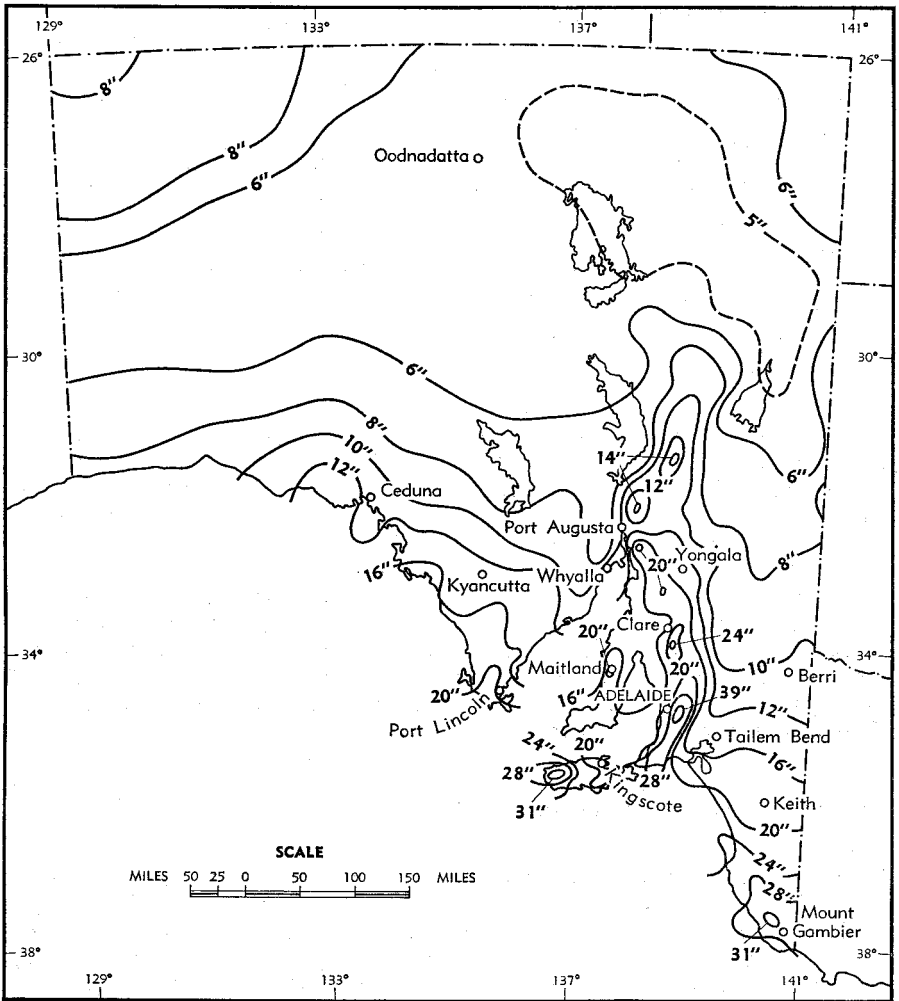 129° 133° 137° 141°
26° 26°
8"
8"
6"
Oodnadatta
6"
5"
30° 30°
6"
8"
10"
12"
14"
12"
6"
Ceduna
Port Augusta
20"
Yongala
8"
16"
Kyancutta
Whyalla
20"
Clare
24"
34° 34°
Maitland
20"
10"
Berri
20"
16"
ADELAIDE
39"
12"
Port Lincoln
Tailem Bend
24"
20"
16"
28"
28"
Kingscote
31"
Keith
20"
SCALE
24"
MILES 50 25 0 50 100 150 MILES
28"
Mount
Gambier
31"
38° 38°
129° 133° 137° 141°